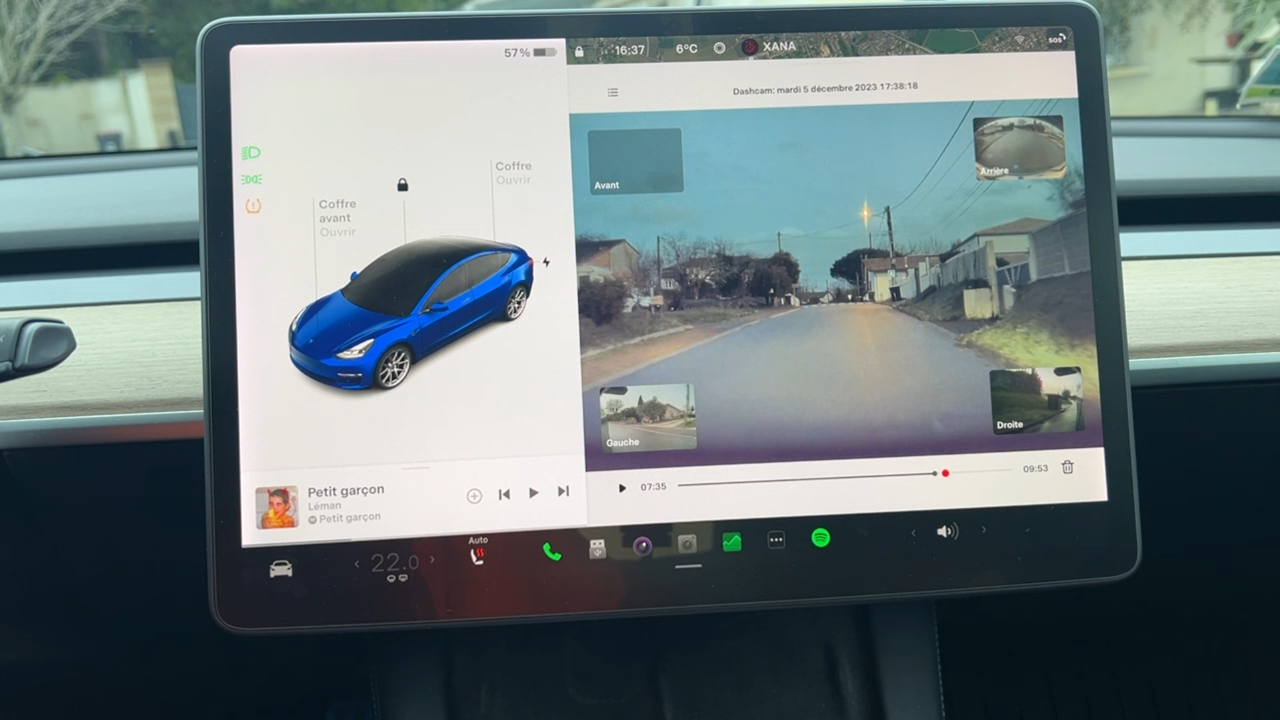 57%
16:37
6°C
XANA
SOS
Dashcam: mardi 5 décembre 2023 17:38:18
Coffre
Ouvrir
Coffre
avant
Ouvrir
Avant
Arrière
Gauche
Droite
07:35
09:53
Petit garçon
Léman
Petit garçon
Auto
22.0